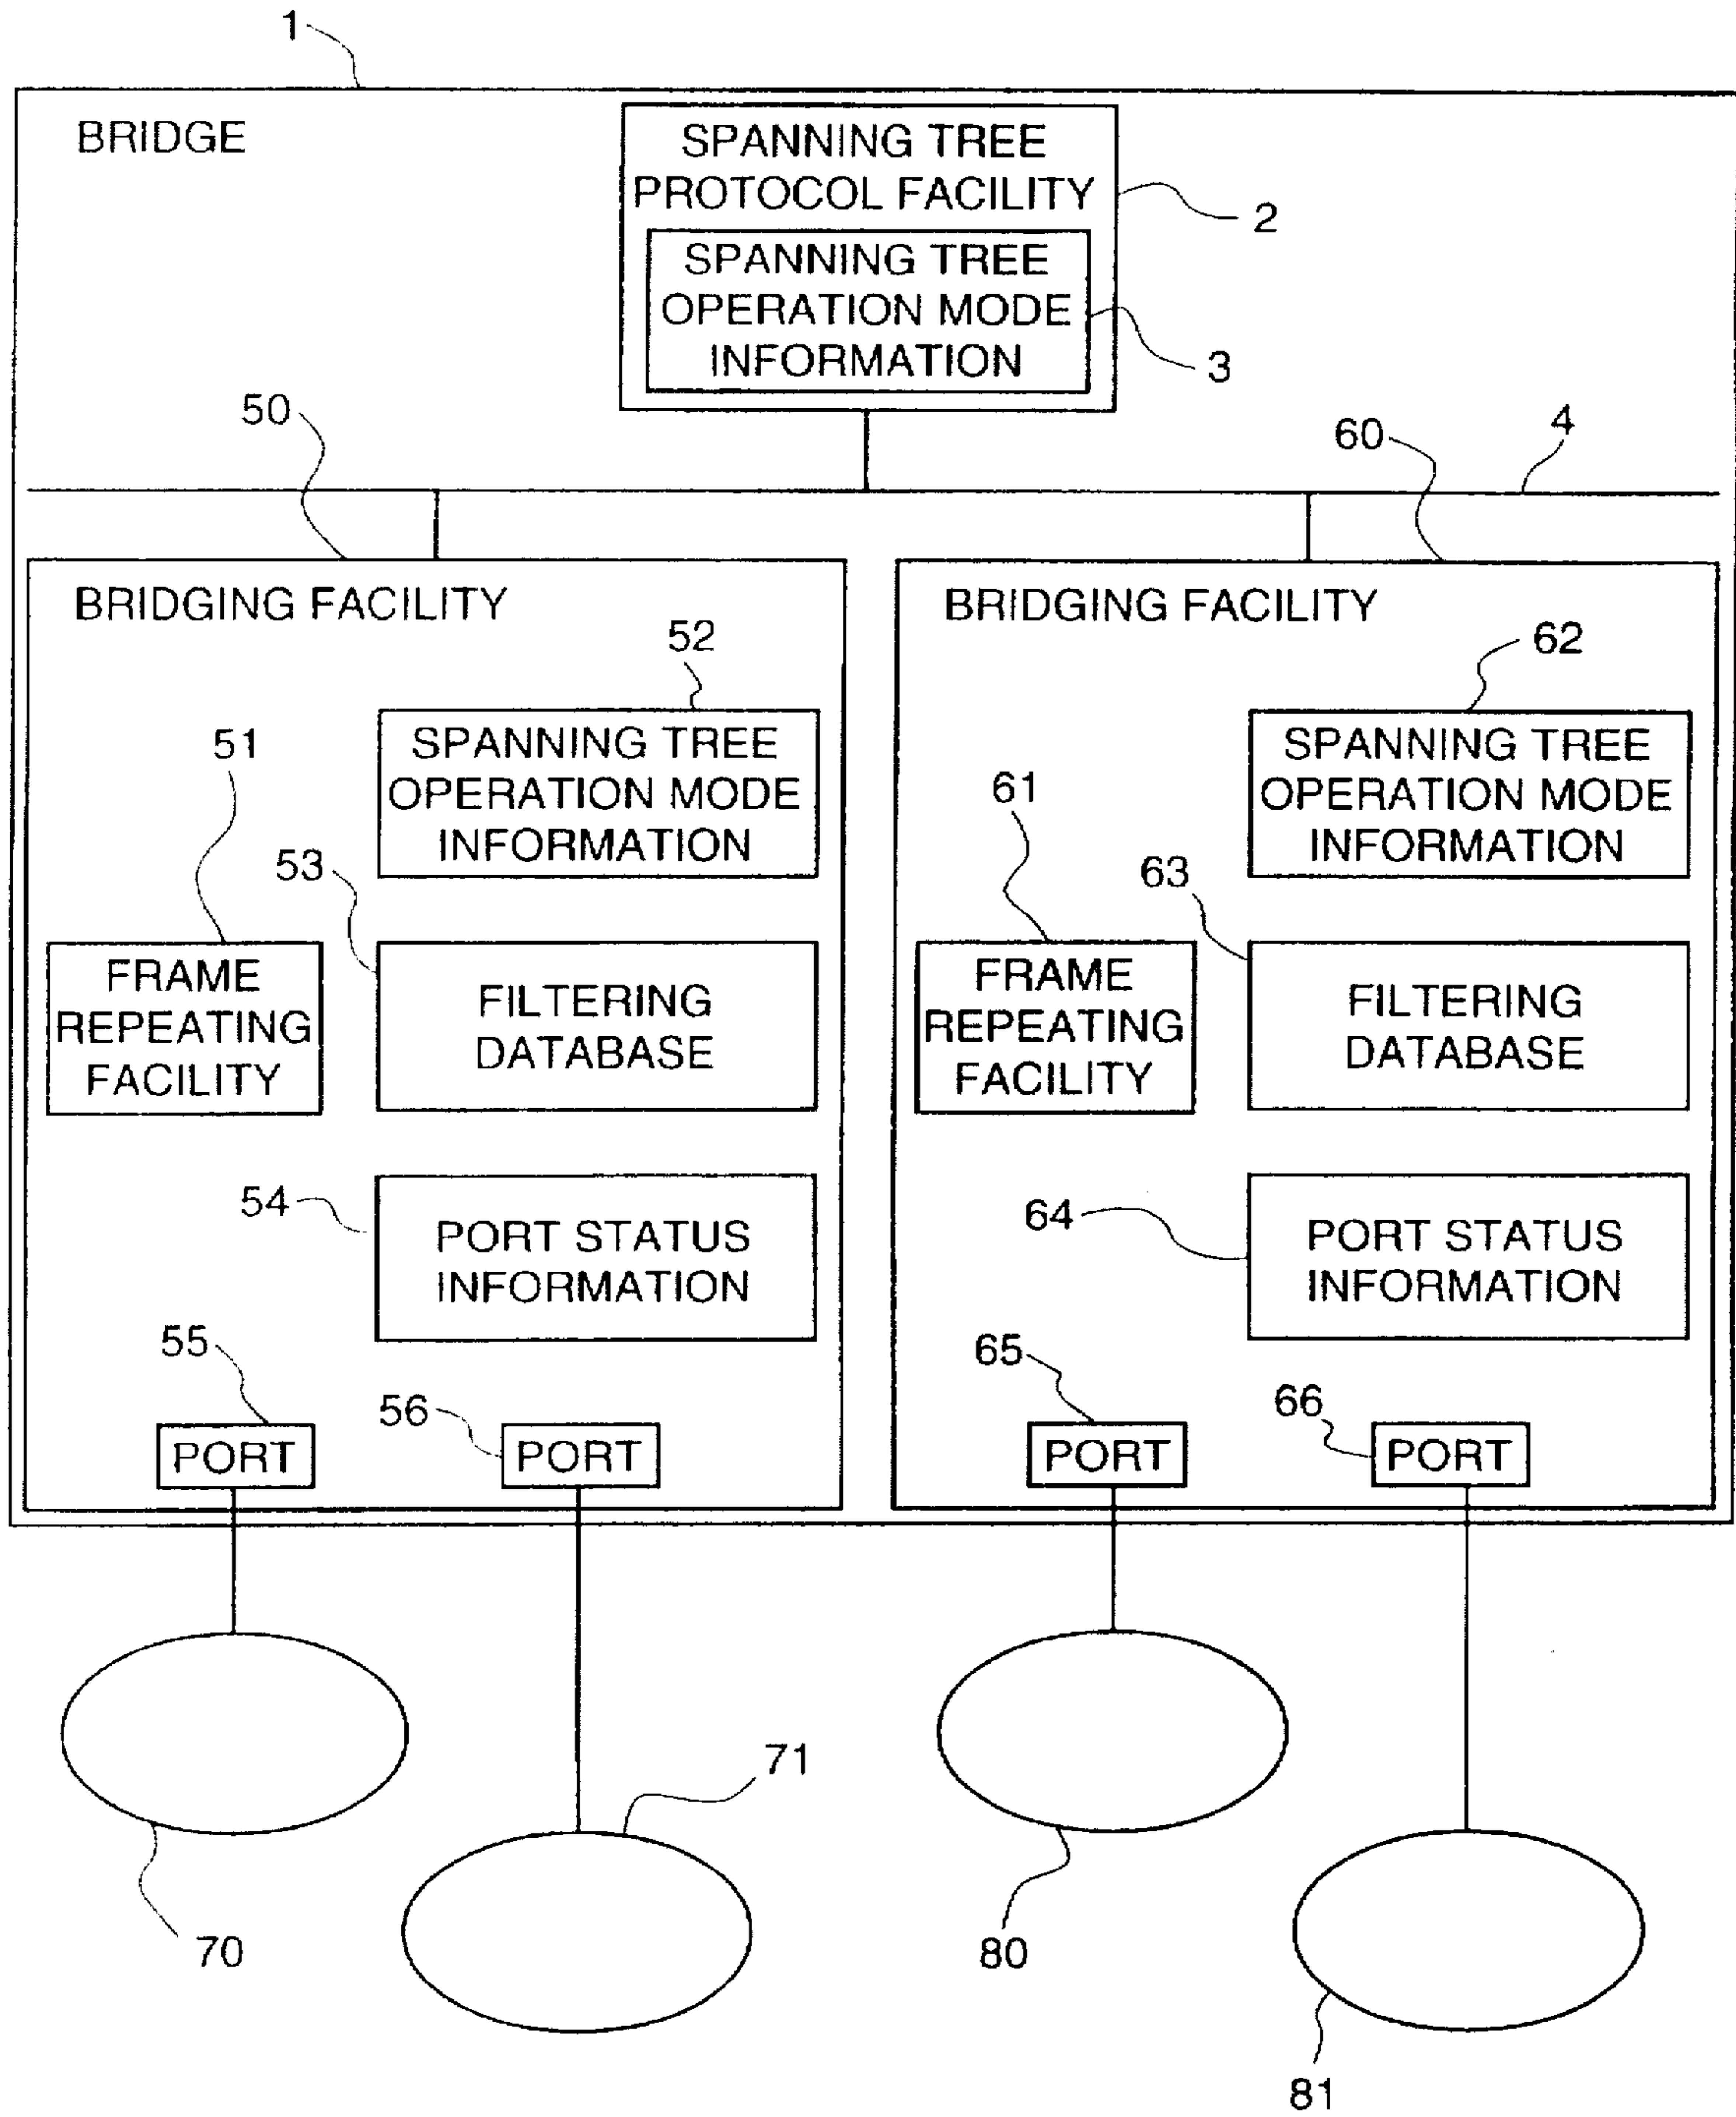 1
BRIDGE
SPANNING TREE
PROTOCOL FACILITY
2
SPANNING TREE
OPERATION MODE
INFORMATION
3
50
60
4
BRIDGING FACILITY
52
SPANNING TREE
OPERATION MODE
INFORMATION
51
53
FRAME
REPEATING
FACILITY
FILTERING
DATABASE
54
PORT STATUS
INFORMATION
55
56
PORT
PORT
BRIDGING FACILITY
62
SPANNING TREE
OPERATION MODE
INFORMATION
61
63
FRAME
REPEATING
FACILITY
FILTERING
DATABASE
64
PORT STATUS
INFORMATION
65
66
PORT
PORT
71
70
80
81